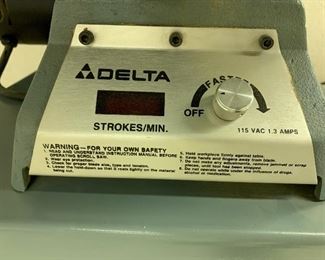 DELTA
FASTER
OFF
STROKES/MIN.
115 VAC 1.3 AMPS
WARNING—FOR YOUR OWN SAFETY
1. READ AND UNDERSTAND INSTRUCTION MANUAL BEFORE
OPERATING SCROLL SAW.
2. Wear eye protection.
3. Check for proper blade size, type and tension.
4. Lower the hold-down so that it rests lightly on the material
being cut.
5. Hold workpiece firmly against table.
6. Keep hands and fingers away from blade.
7. Do not make any adjustments, remove jammed or scrap
pieces, until tool has been stopped.
8. Do not operate while under the influence of drugs,
alcohol or medication.